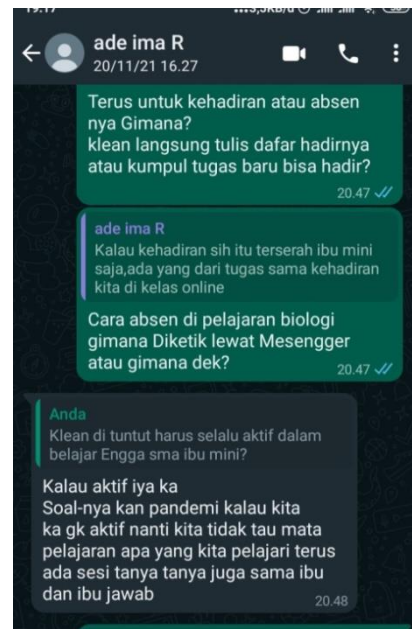 19.17
3,5KB/d
ade ima R
20/11/21 16.27
Terus untuk kehadiran atau absen
nya Gimana?
klean langsung tulis dafar hadirnya
atau kumpul tugas baru bisa hadir?
20.47
ade ima R
Kalau kehadiran sih itu terserah ibu mini
saja,ada yang dari tugas sama kehadiran
kita di kelas online
Cara absen di pelajaran biologi
gimana Diketik lewat Mesengger
atau gimana dek?
20.47
Anda
Klean di tuntut harus selalu aktif dalam
belajar Engga sma ibu mini?
Kalau aktif iya ka
Soal-nya kan pandemi kalau kita
ka gk aktif nanti kita tidak tau mata
pelajaran apa yang kita pelajari terus
ada sesi tanya tanya juga sama ibu
dan ibu jawab
20.48